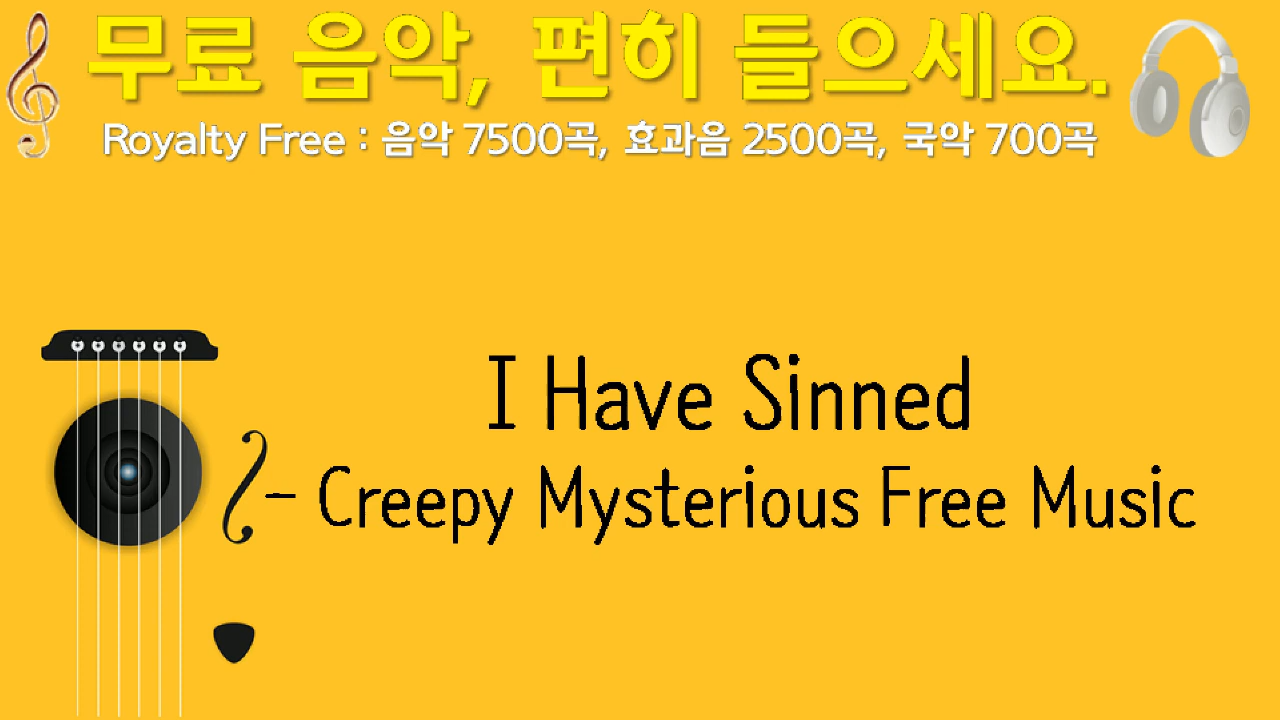 무료 음악, 편히 들으세요.
Royalty Free : 음악 7500곡, 효과음 2500곡, 국악 700곡
I Have Sinned
- Creepy Mysterious Free Music